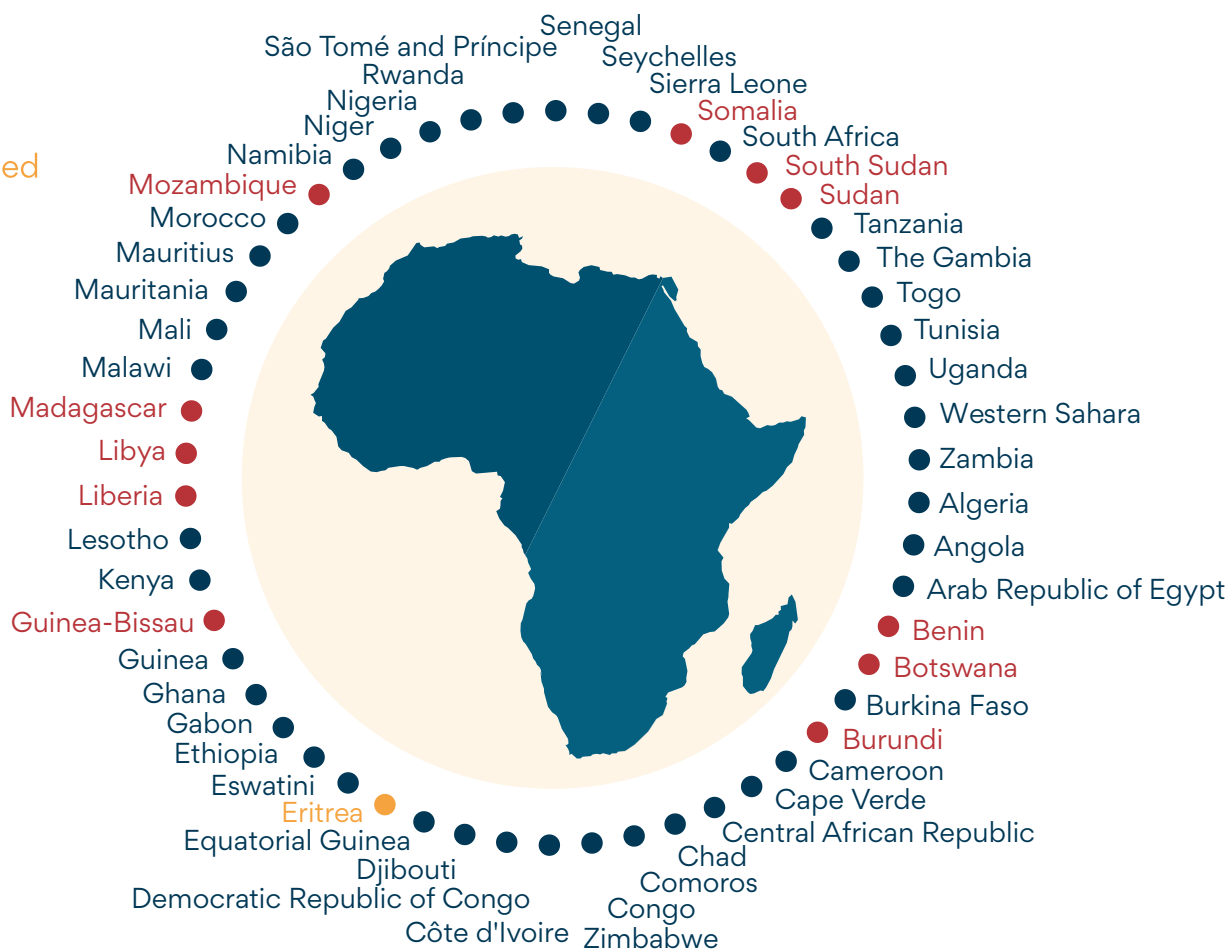 Senegal
São Tomé and Príncipe
Seychelles
Rwanda
Sierra Leone
Nigeria
Somalia
Niger
South Africa
Namibia
South Sudan
ed
Mozambique
Sudan
Morocco
Tanzania
Mauritius
The Gambia
Mauritania
Togo
Mali
Tunisia
Malawi
Uganda
Madagascar
Western Sahara
Libya
Zambia
Liberia
Algeria
Lesotho
Angola
Kenya
Arab Republic of Egypt
Guinea-Bissau
Benin
Guinea
Botswana
Ghana
Burkina Faso
Gabon
Burundi
Ethiopia
Cameroon
Eswatini
Cape Verde
Eritrea
Central African Republic
Equatorial Guinea
Chad
Djibouti
Comoros
Democratic Republic of Congo
Congo
Côte d'Ivoire
Zimbabwe